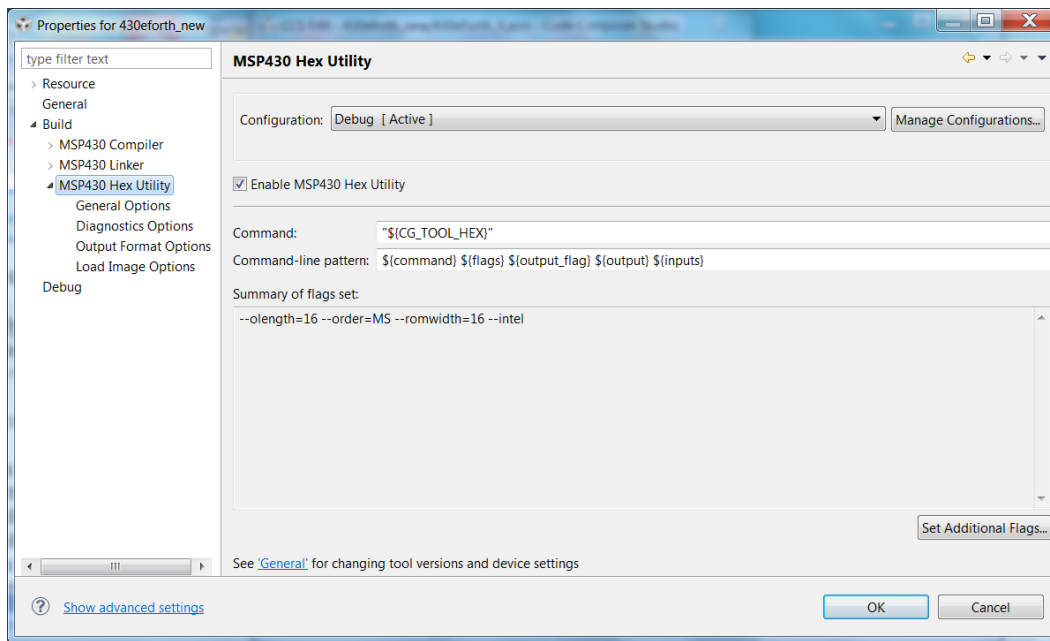 Properties for 430eforth_new
type filter text
Resource
General
Build
MSP430 Compiler
MSP430 Linker
MSP430 Hex Utility
General Options
Diagnostics Options
Output Format Options
Load Image Options
Debug
MSP430 Hex Utility
Configuration: Debug [ Active ] Manage Configurations...
Enable MSP430 Hex Utility
Command: "${CG_TOOL_HEX}"
Command-line pattern: ${command} ${flags} ${output_flag} ${output} ${inputs}
Summary of flags set:
--olength=16 --order=MS --romwidth=16 --intel
Set Additional Flags...
See 'General' for changing tool versions and device settings
Show advanced settings
OK Cancel